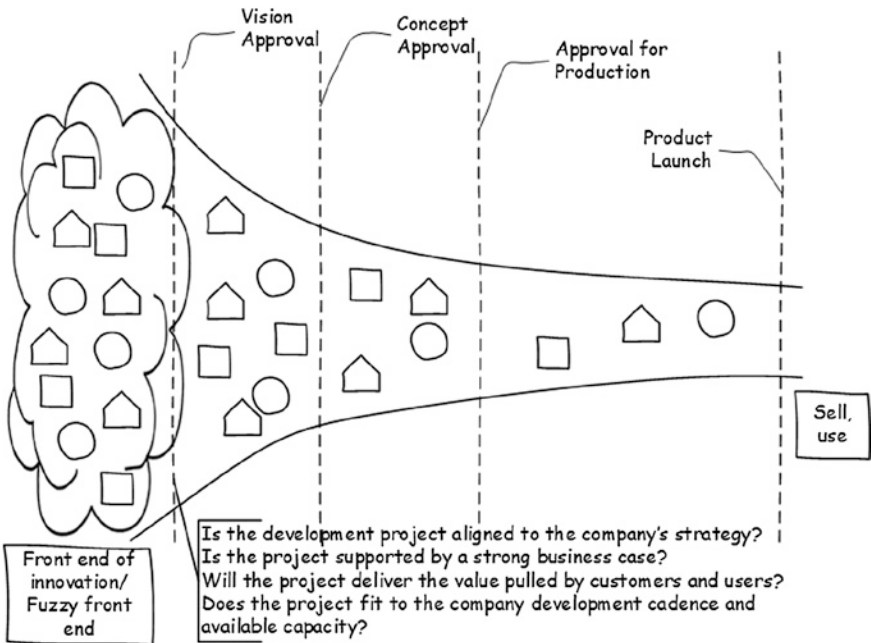 Vision
Approval
Concept
Approval
Approval for
Production
Product
Launch
Sell,
use
Is the development project aligned to the company's strategy?
Is the project supported by a strong business case?
Will the project deliver the value pulled by customers and users?
Does the project fit to the company development cadence and
available capacity?
Front end of
innovation/
Fuzzy front
end